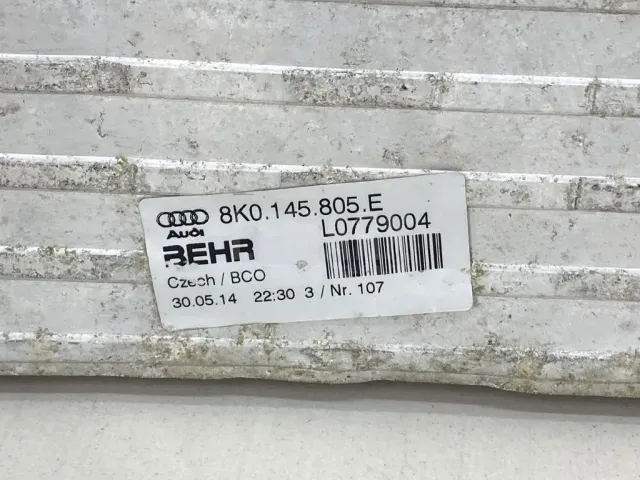 8K0.145.805.E
Audi
L0779004
BEHR
Czech / BCO
30.05.14 22:30 3 / Nr. 107